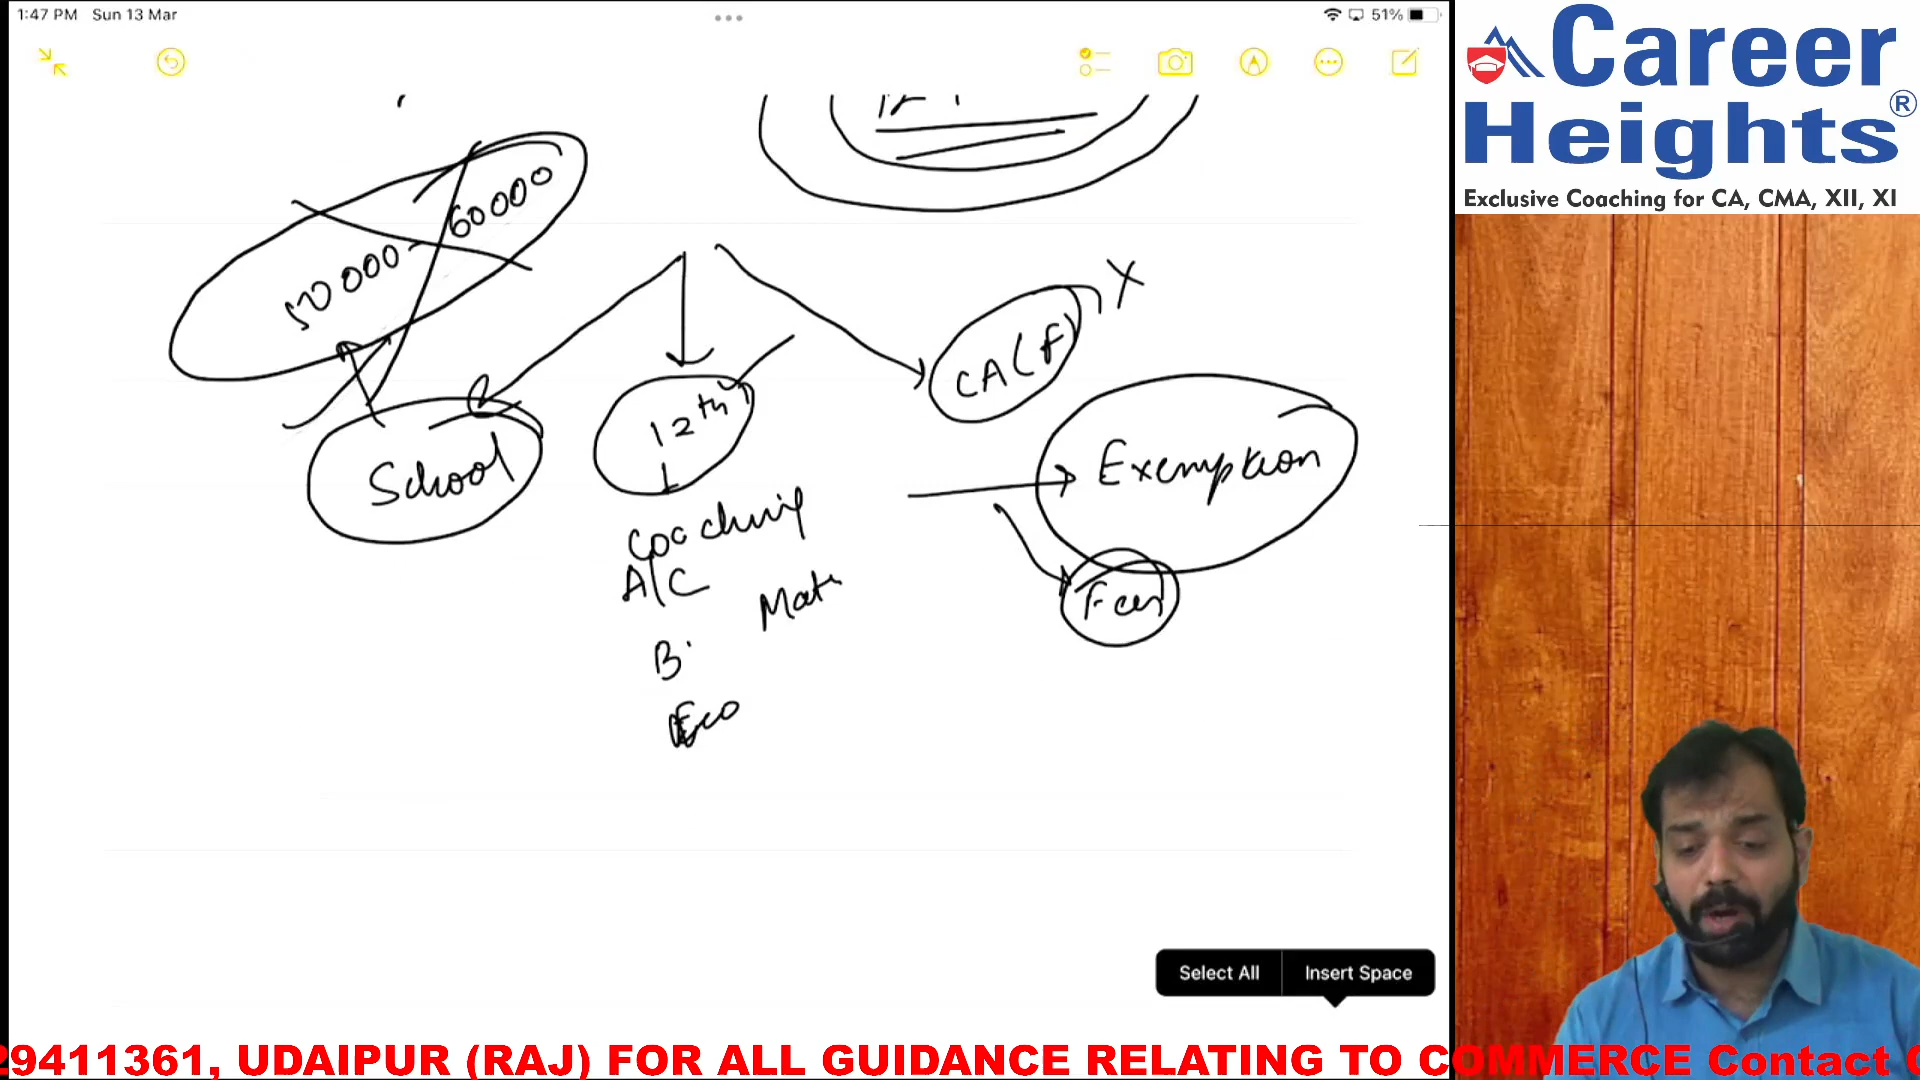 1:47 PM Sun 13 Mar
51%
Career
Heights®
Exclusive Coaching for CA, CMA, XII, XI
50000 - 60000
X
CA(F)
12th
School
Exemption
Coaching
A/C
Mat
Fees
B.
Eco
Select All
Insert Space
29411361, UDAIPUR (RAJ) FOR ALL GUIDANCE RELATING TO COMMERCE Contact